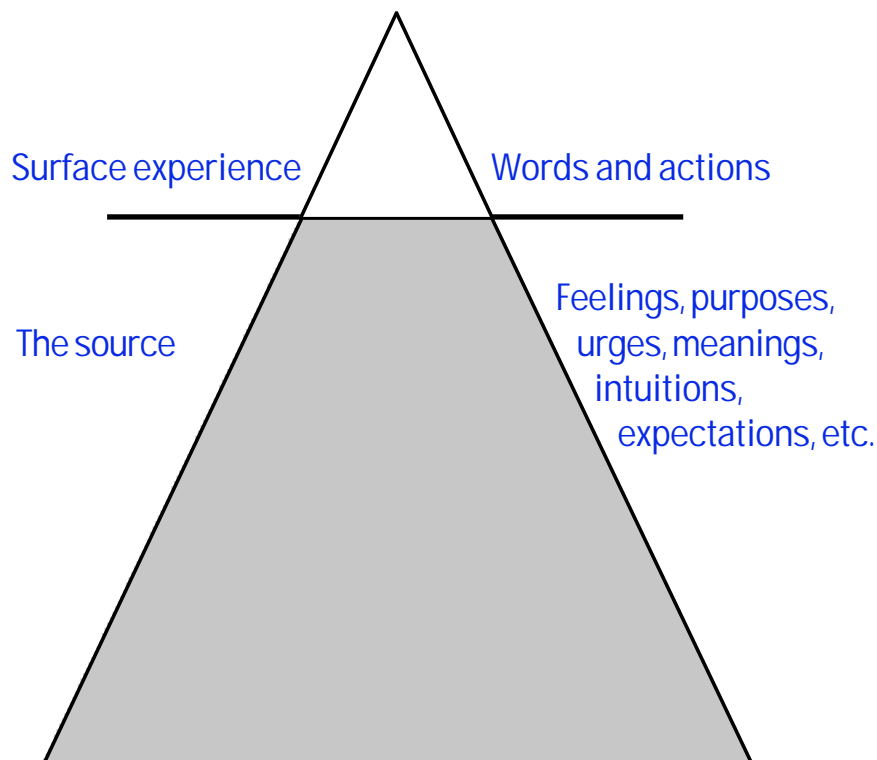 Surface experience
Words and actions
The source
Feelings, purposes,
urges, meanings,
intuitions,
expectations, etc.